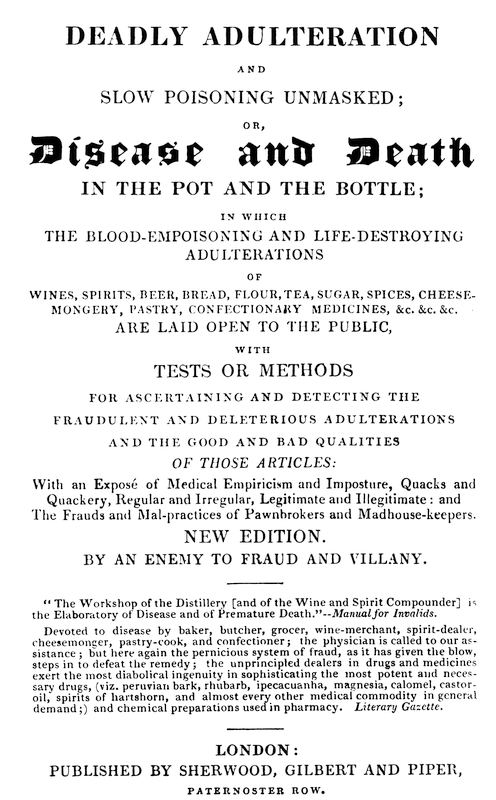 DEADLY ADULTERATION
AND
SLOW POISONING UNMASKED;
OR,
Disease and Death
IN THE POT AND THE BOTTLE;
IN WHICH
THE BLOOD-EMPOISONING AND LIFE-DESTROYING
ADULTERATIONS
OF
WINES, SPIRITS, BEER, BREAD, FLOUR, TEA, SUGAR, SPICES, CHEESE-
MONGERY, PASTRY, CONFECTIONARY MEDICINES, &c. &c. &c.
ARE LAID OPEN TO THE PUBLIC,
WITH
TESTS OR METHODS
FOR ASCERTAINING AND DETECTING THE
FRAUDULENT AND DELETERIOUS ADULTERATIONS
AND THE GOOD AND BAD QUALITIES
OF THOSE ARTICLES:
With an Exposé of Medical Empiricism and Imposture, Quacks and
Quackery, Regular and Irregular, Legitimate and Illegitimate: and
The Frauds and Mal-practices of Pawnbrokers and Madhouse-keepers.
NEW EDITION.
BY AN ENEMY TO FRAUD AND VILLANY.
"The Workshop of the Distillery [and of the Wine and Spirit Compounder] is
the Elaboratory of Disease and of Premature Death."--Manual for Invalids.
Devoted to disease by baker, butcher, grocer, wine-merchant, spirit-dealer,
cheesemonger, pastry-cook, and confectioner; the physician is called to our as-
sistance; but here again the pernicious system of fraud, as it has given the blow,
steps in to defeat the remedy; the unprincipled dealers in drugs and medicines
exert the most diabolical ingenuity in sophisticating the most potent and neces-
sary drugs, (viz. peruvian bark, rhubarb, ipecacuanha, magnesia, calomel, castor-
oil, spirits of hartshorn, and almost every other medical commodity in general
demand;) and chemical preparations used in pharmacy. Literary Gazette.
LONDON:
PUBLISHED BY SHERWOOD, GILBERT AND PIPER,
PATERNOSTER ROW.